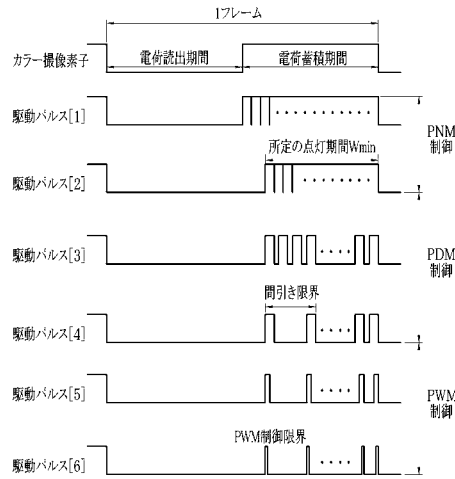 1フレーム
カラー撮像素子
電荷読出期間
電荷蓄積期間
駆動パルス[1]
PNM
制御
所定の点灯期間Wmin
駆動パルス[2]
駆動パルス[3]
PDM
制御
間引き限界
駆動パルス[4]
駆動パルス[5]
PWM
制御
PWM制御限界
駆動パルス[6]